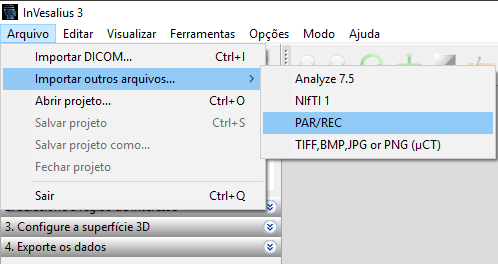 InVesalius 3
Arquivo Editar Visualizar Ferramentas Opções Modo Ajuda
Importar DICOM... Ctrl+I
Importar outros arquivos...
Analyze 7.5
NIfTI 1
PAR/REC
TIFF,BMP,JPG or PNG (µCT)
Abrir projeto... Ctrl+O
Salvar projeto Ctrl+S
Salvar projeto como...
Fechar projeto
Sair Ctrl+Q
3. Configure a superfície 3D
4. Exporte os dados